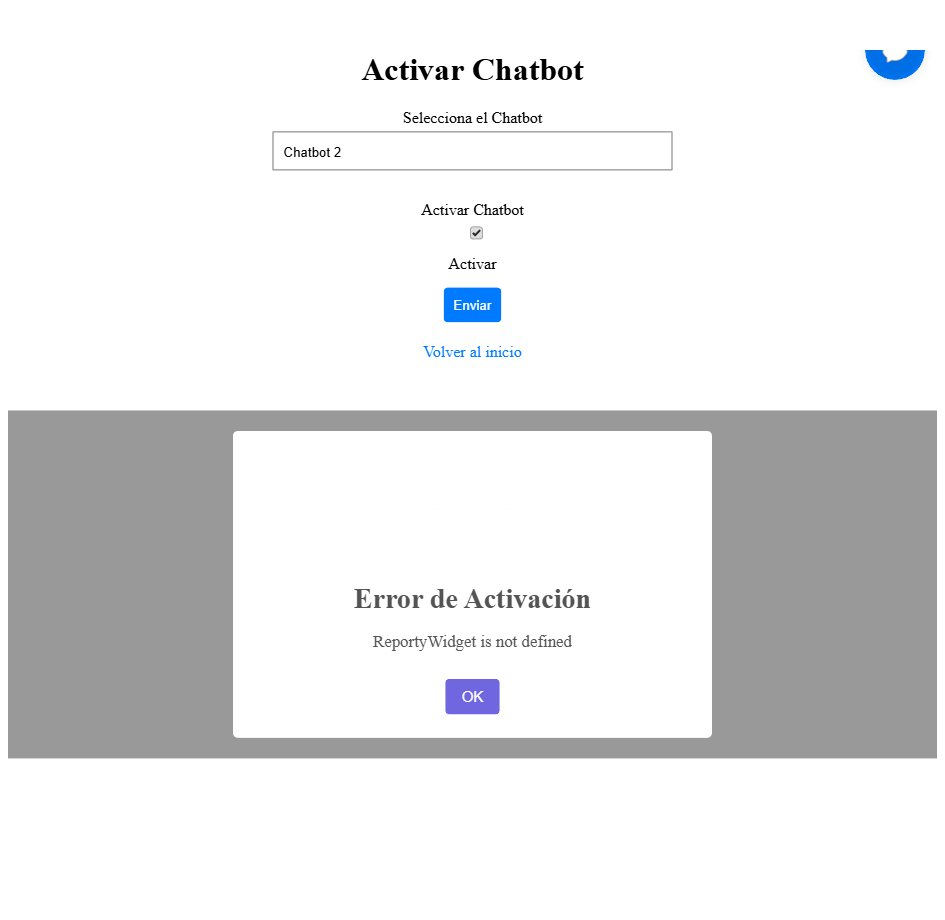 Activar Chatbot
Selecciona el Chatbot
Chatbot 2
Activar Chatbot
Activar
Enviar
Volver al inicio
Error de Activación
ReportyWidget is not defined
OK